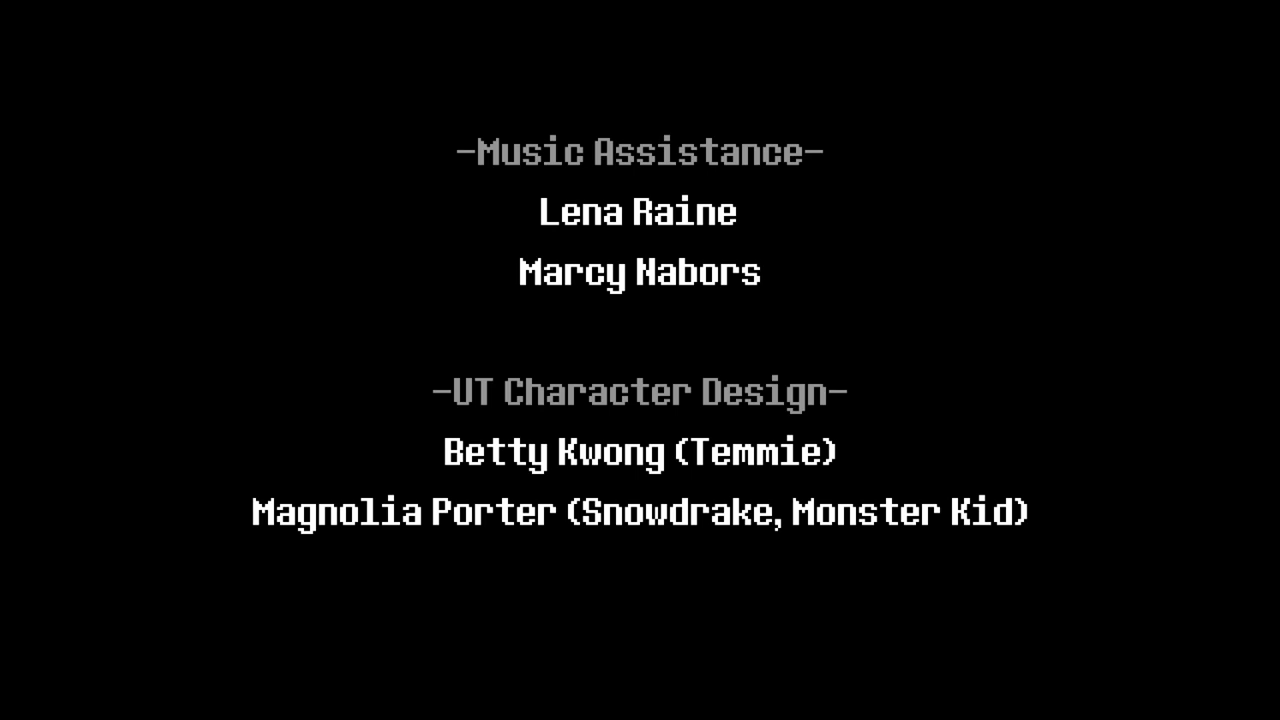 -Music Assistance-
Lena Raine
Marcy Nabors
-UT Character Design-
Betty Kwong (Temmie)
Magnolia Porter (Snowdrake, Monster Kid)